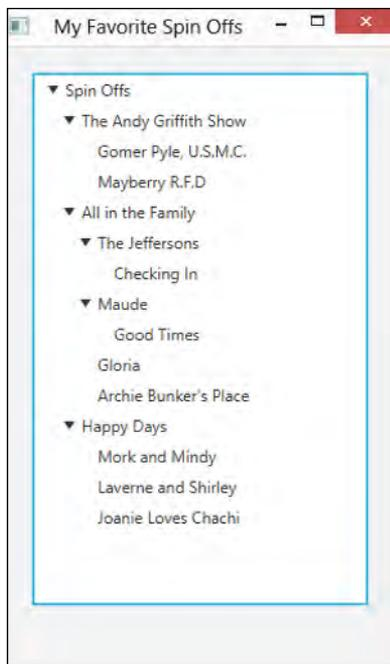 My Favorite Spin Offs
Spin Offs
The Andy Griffith Show
Gomer Pyle, U.S.M.C.
Mayberry R.F.D
All in the Family
The Jeffersons
Checking In
Maude
Good Times
Gloria
Archie Bunker's Place
Happy Days
Mork and Mindy
Laverne and Shirley
Joanie Loves Chachi